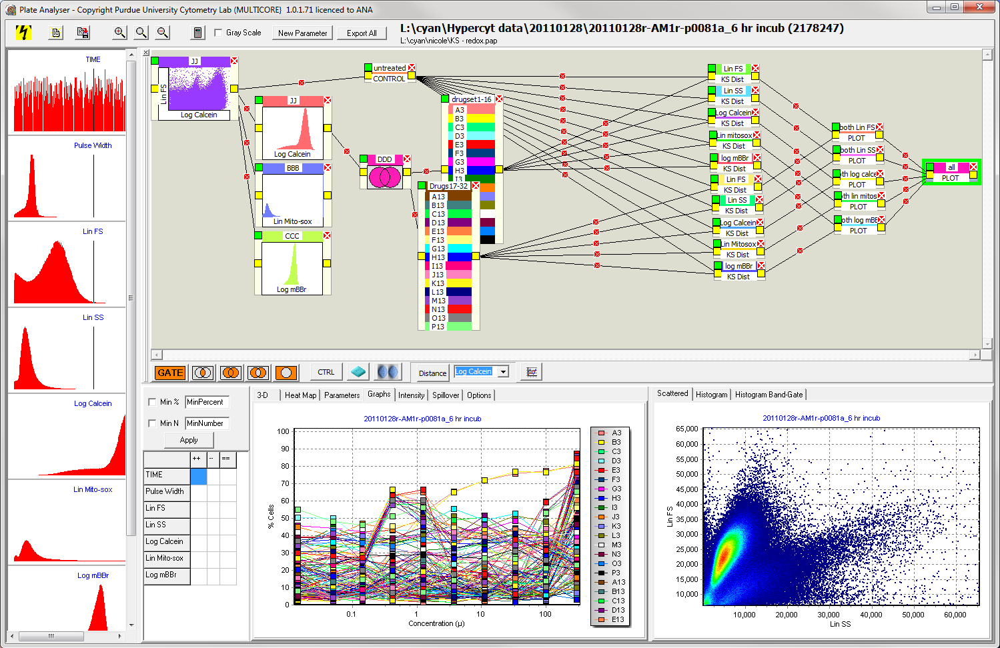 Plate Analyser - Copyright Purdue University Cytometry Lab (MULTICORE)  1.0.1.71 licenced to ANA
Gray Scale
New Parameter
Export All
L:\cyan\Hypercyt data\20110128\20110128r-AM1r-p0081a_6 hr incub (2178247)
L:\cyan\nicole\KS - redox.pap
TIME
Pulse Width
Lin FS
Lin SS
Log Calcein
Lin Mito-sox
Log mBBr
JJ
Lin FS
Log Calcein
JJ
Log Calcein
BBB
Lin Mito-sox
CCC
Log mBBr
untreated
CONTROL
DDD
drugset1-16
A3
B3
C3
D3
E3
F3
G3
H3
I3
Drugs17-32
A13
B13
C13
D13
E13
F13
G13
H13
I13
J13
K13
L13
M13
N13
O13
P13
Lin FS
KS Dist
Lin SS
KS Dist
Log Calcein
KS Dist
Lin mitosox
KS Dist
log mBBr
KS Dist
Lin FS
KS Dist
Lin SS
KS Dist
Log Calcein
KS Dist
Lin Mitosox
KS Dist
log mBBr
KS Dist
both Lin FS
PLOT
both Lin SS
PLOT
th log calce
PLOT
th lin mitos
PLOT
oth log mBE
PLOT
all
PLOT
GATE
CTRL
Distance
Log Calcein
Min %
MinPercent
Min N
MinNumber
Apply
++ -- ==
TIME
Pulse Width
Lin FS
Lin SS
Log Calcein
Lin Mito-sox
Log mBBr
3-D Heat Map Parameters Graphs Intensity Spillover Options
20110128r-AM1r-p0081a_6 hr incub
100
90
80
70
60
50
40
30
20
10
0
% Cells
0.1 1 10 100
Concentration (µ)
A3
B3
C3
D3
E3
F3
G3
H3
I3
J3
K3
L3
M3
N3
O3
P3
A13
B13
C13
D13
E13
Scattered Histogram Histogram Band-Gate
20110128r-AM1r-p0081a_6 hr incub
65,000
60,000
55,000
50,000
45,000
40,000
35,000
30,000
25,000
20,000
15,000
10,000
Lin FS
10,000 20,000 30,000 40,000 50,000 60,000
Lin SS